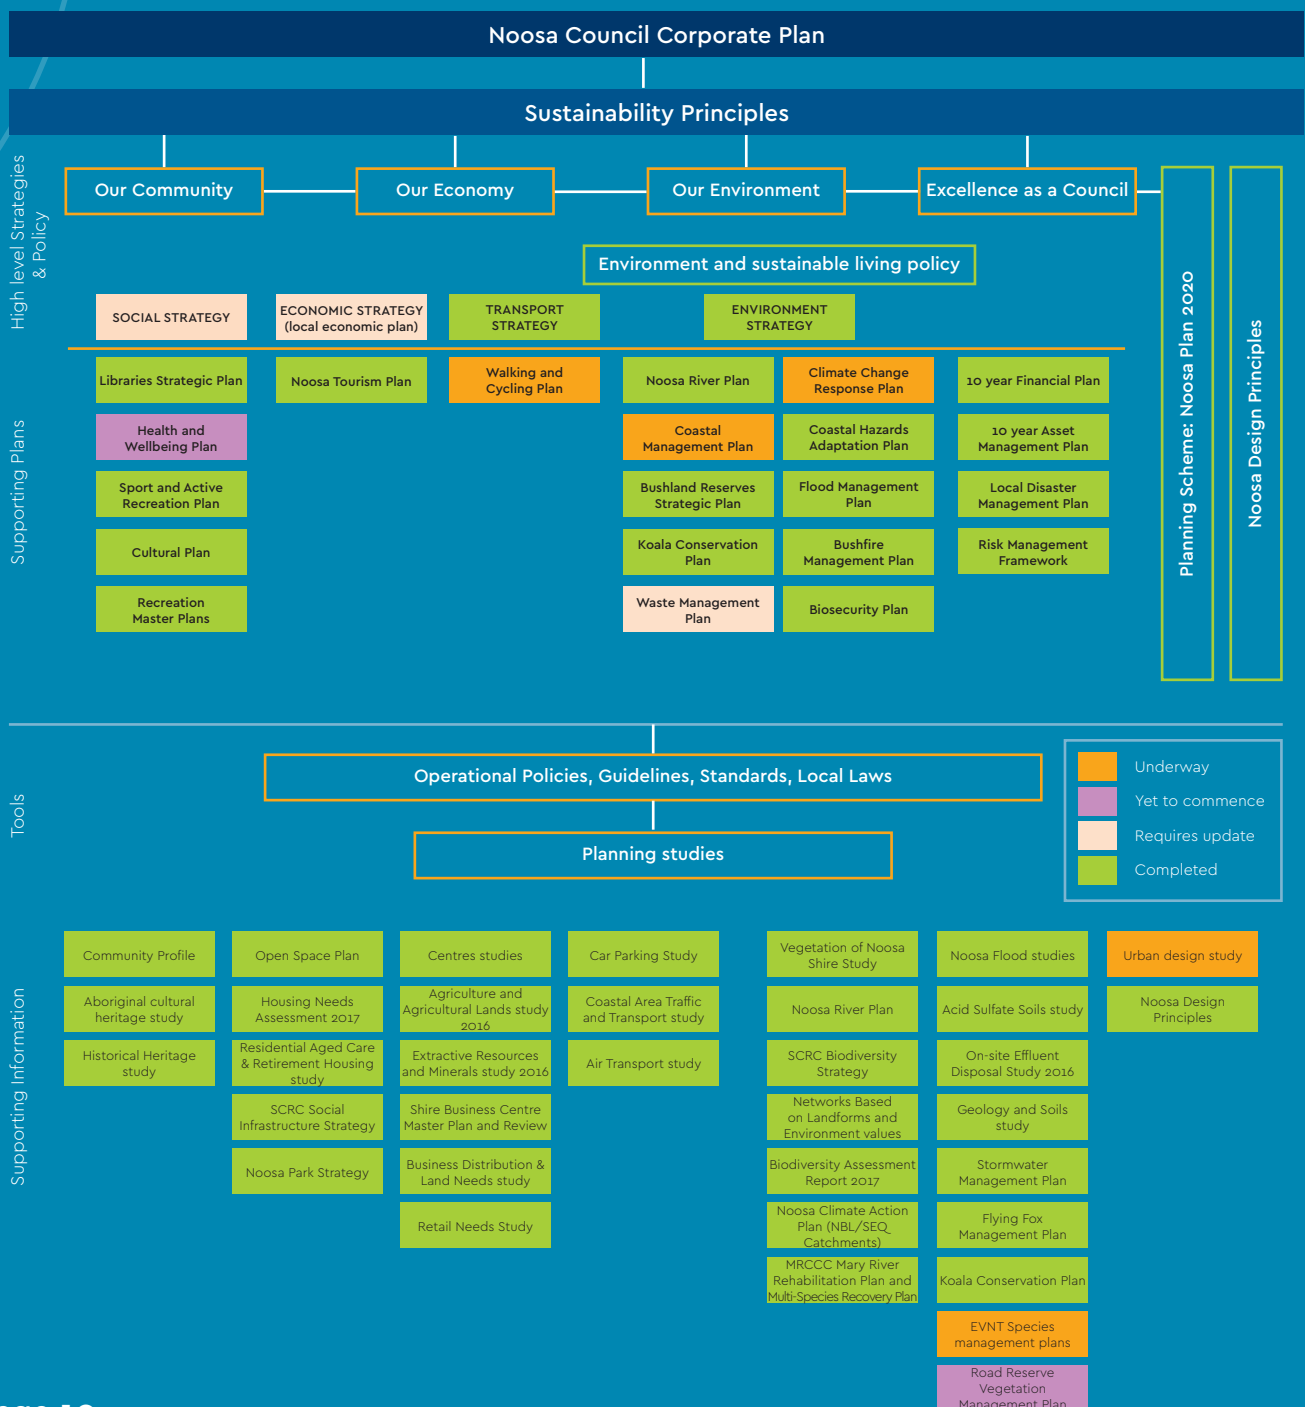 Noosa Council Corporate Plan
Sustainability Principles
High level Strategies
& Policy
Our Community
Our Economy
Our Environment
Excellence as a Council
Environment and sustainable living policy
SOCIAL STRATEGY
ECONOMIC STRATEGY
(local economic plan)
TRANSPORT
STRATEGY
ENVIRONMENT
STRATEGY
Planning Scheme: Noosa Plan 2020
Noosa Design Principles
Supporting Plans
Libraries Strategic Plan
Noosa Tourism Plan
Walking and
Cycling Plan
Noosa River Plan
Climate Change
Response Plan
10 year Financial Plan
Health and
Wellbeing Plan
Coastal
Management Plan
Coastal Hazards
Adaptation Plan
10 year Asset
Management Plan
Sport and Active
Recreation Plan
Bushland Reserves
Strategic Plan
Flood Management
Plan
Local Disaster
Management Plan
Cultural Plan
Koala Conservation
Plan
Bushfire
Management Plan
Risk Management
Framework
Recreation
Master Plans
Waste Management
Plan
Biosecurity Plan
Tools
Operational Policies, Guidelines, Standards, Local Laws
Planning studies
Underway
Yet to commence
Requires update
Completed
Supporting Information
Community Profile
Open Space Plan
Centres studies
Car Parking Study
Vegetation of Noosa
Shire Study
Noosa Flood studies
Urban design study
Aboriginal cultural
heritage study
Housing Needs
Assessment 2017
Agriculture and
Agricultural Lands study
2016
Coastal Area Traffic
and Transport study
Noosa River Plan
Acid Sulfate Soils study
Noosa Design
Principles
Historical Heritage
study
Residential Aged Care
& Retirement Housing
study
Extractive Resources
and Minerals study 2016
Air Transport study
SCRC Biodiversity
Strategy
On-site Effluent
Disposal Study 2016
SCRC Social
Infrastructure Strategy
Shire Business Centre
Master Plan and Review
Networks Based
on Landforms and
Environment values
Geology and Soils
study
Noosa Park Strategy
Business Distribution &
Land Needs study
Biodiversity Assessment
Report 2017
Stormwater
Management Plan
Retail Needs Study
Noosa Climate Action
Plan (NBL/SEQ
Catchments)
Flying Fox
Management Plan
MRCCC Mary River
Rehabilitation Plan and
Multi-Species Recovery Plan
Koala Conservation Plan
EVNT Species
management plans
Road Reserve
Vegetation
Management Plan